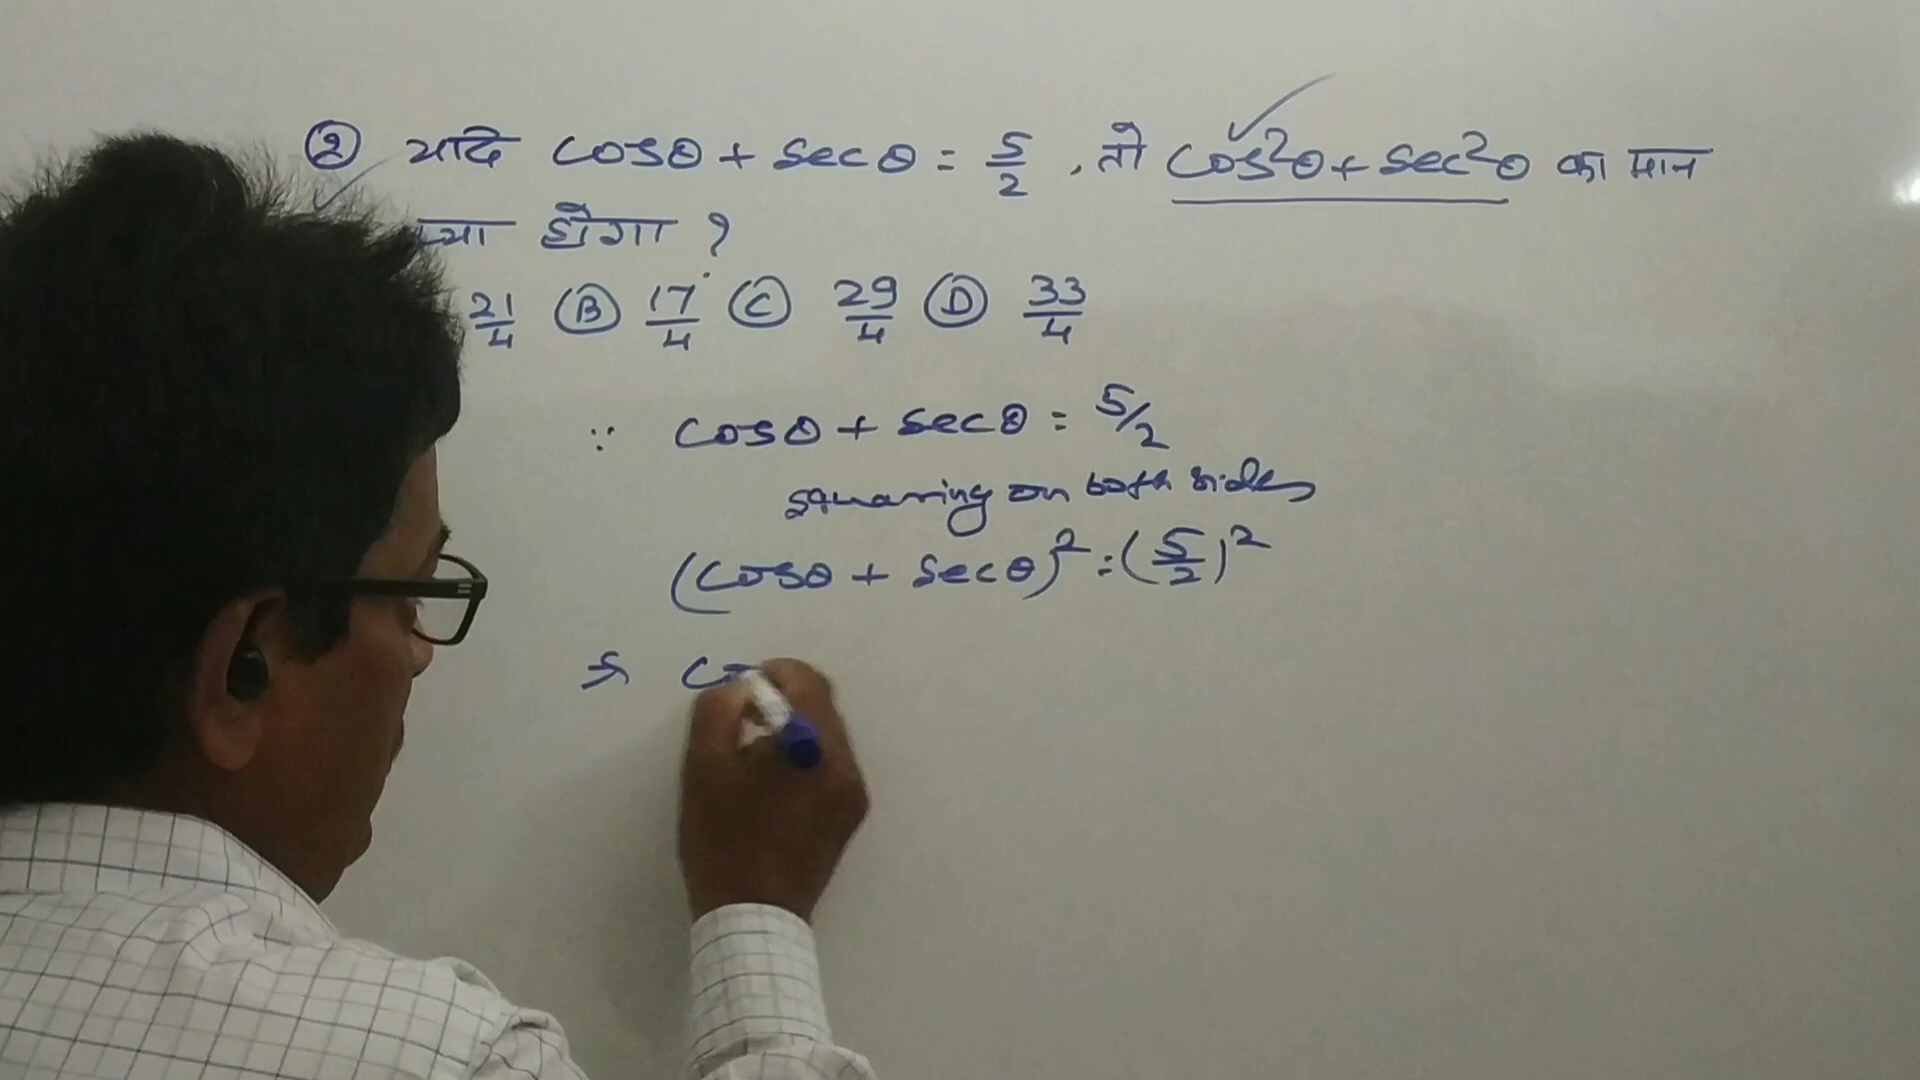 ② यदि cosθ + secθ = 5/2 , तो cos²θ + sec²θ का मान
होगा ?
21/4 Ⓑ 17/4 Ⓒ 29/4 Ⓓ 33/4
∵ cosθ + secθ = 5/2
squaring on both sides
(cosθ + secθ)² = (5/2)²
⇒ co